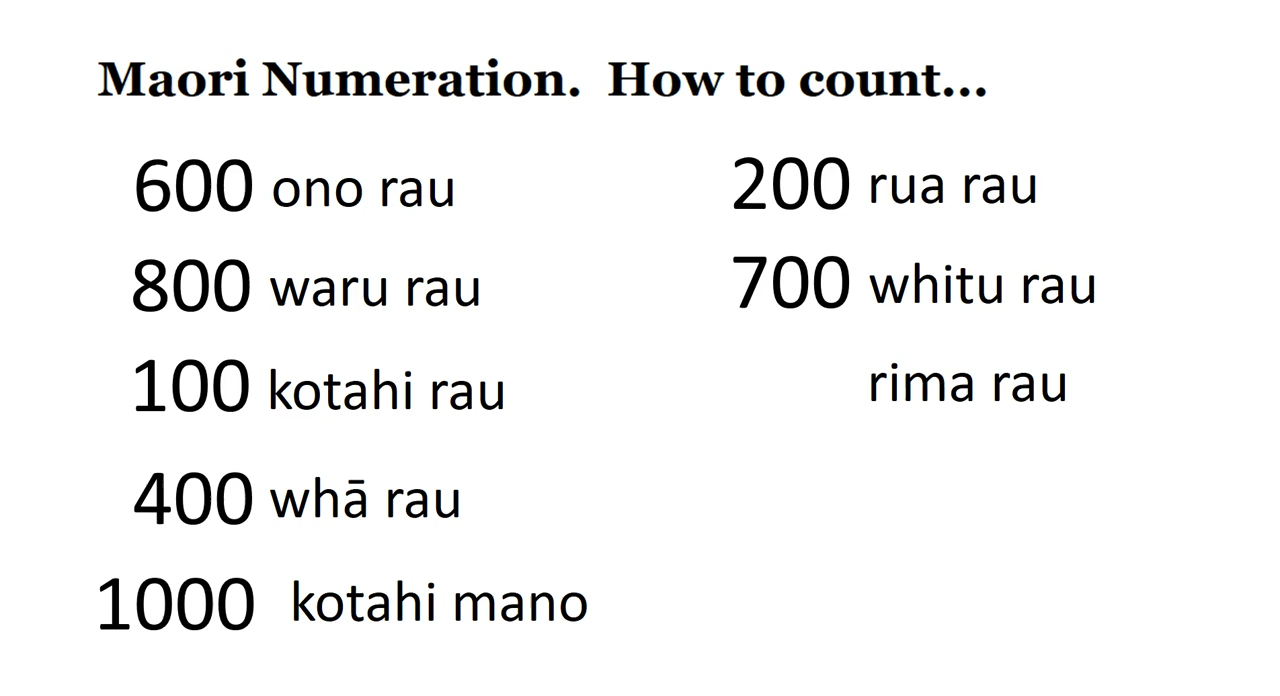 Maori Numeration.  How to count...
600 ono rau
800 waru rau
100 kotahi rau
400 whā rau
1000 kotahi mano
200 rua rau
700 whitu rau
rima rau